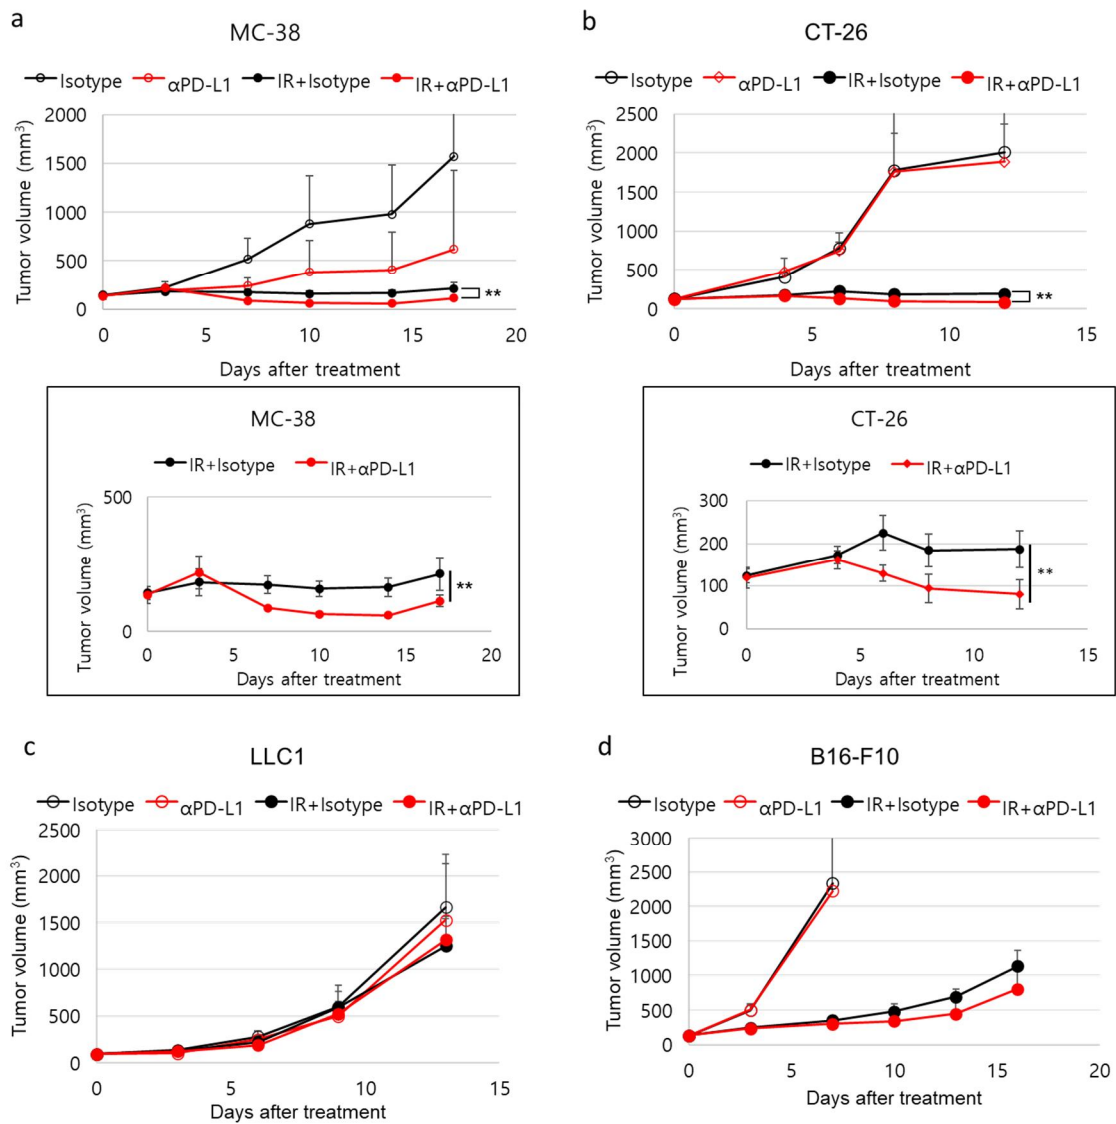 a
MC-38
Isotype αPD-L1 IR+Isotype IR+αPD-L1
Tumor volume (mm³)
2000
1500
1000
500
0
**
0 5 10 15 20
Days after treatment
b
CT-26
Isotype αPD-L1 IR+Isotype IR+αPD-L1
Tumor volume (mm³)
2500
2000
1500
1000
500
0
**
0 5 10 15
Days after treatment
MC-38
IR+Isotype IR+αPD-L1
Tumor volume (mm³)
500
0
**
0 5 10 15 20
Days after treatment
CT-26
IR+Isotype IR+αPD-L1
Tumor volume (mm³)
300
200
100
0
**
0 5 10 15
Days after treatment
c
LLC1
Isotype αPD-L1 IR+Isotype IR+αPD-L1
Tumor volume (mm³)
2500
2000
1500
1000
500
0
0 5 10 15
Days after treatment
d
B16-F10
Isotype αPD-L1 IR+Isotype IR+αPD-L1
Tumor volume (mm³)
3000
2500
2000
1500
1000
500
0
0 5 10 15 20
Days after treatment